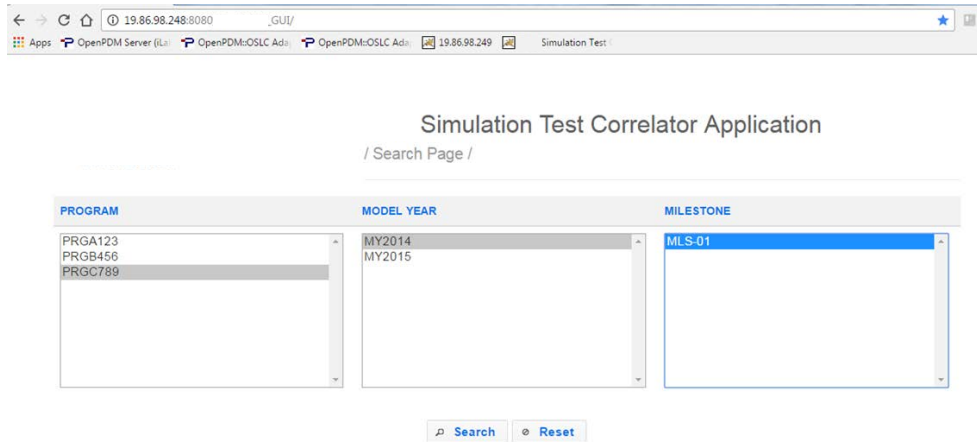 19.86.98.248:8080 _GUI/
Apps OpenPDM Server (iLa OpenPDM::OSLC Ada OpenPDM::OSLC Ada 19.86.98.249 Simulation Test
Simulation Test Correlator Application
/ Search Page /
PROGRAM MODEL YEAR MILESTONE
PRGA123 MY2014 MLS-01
PRGB456 MY2015
PRGC789
Search Reset